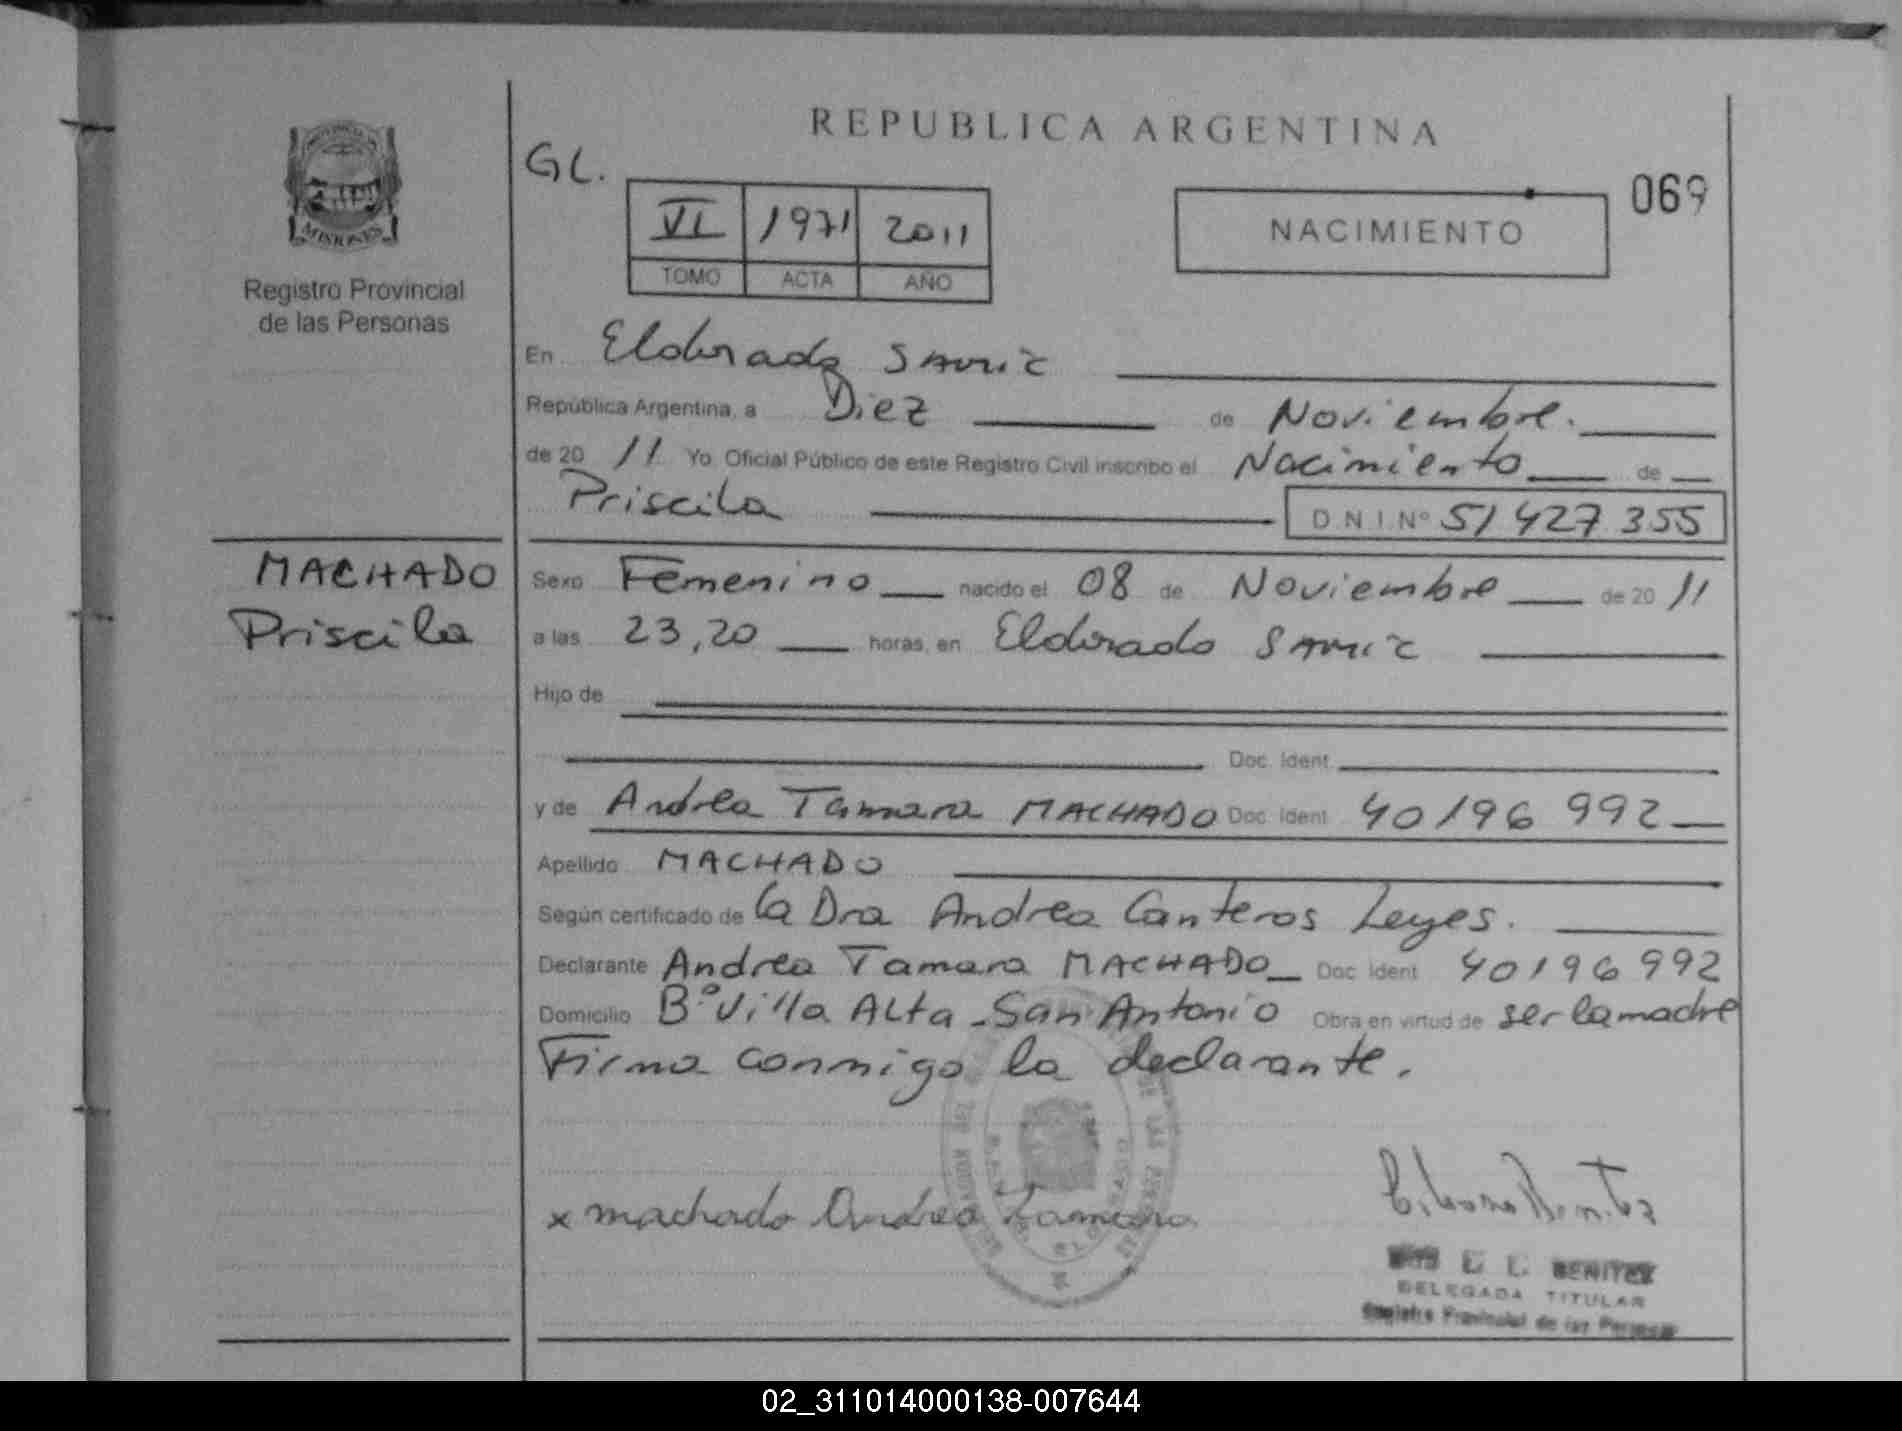 REPUBLICA ARGENTINA
MISIONES
Registro Provincial
de las Personas
GL.
VI 1971 2011
TOMO ACTA AÑO
NACIMIENTO
069
En Eldorado SAMIC
República Argentina, a Diez de Noviembre.
de 20 11 Yo Oficial Público de este Registro Civil inscribo el Nacimiento de
Priscila D.N.I.Nº 51 427 355
MACHADO
Priscila
Sexo Femenino nacido el 08 de Noviembre de 20 11
a las 23,20 horas, en Eldorado SAMIC
Hijo de
Doc. Ident.
y de Andrea Tamara MACHADO Doc. Ident. 40196 992
Apellido MACHADO
Según certificado de la Dra Andrea Canteros Leyes.
Declarante Andrea Tamara MACHADO Doc. Ident. 40196 992
Domicilio Bº Villa Alta - San Antonio Obra en virtud de ser la madre
Firma conmigo la declarante.
x machado Andrea Tamara
E. E. BENITEZ
DELEGADA TITULAR
Registro Provincial de las Personas
02_311014000138-007644